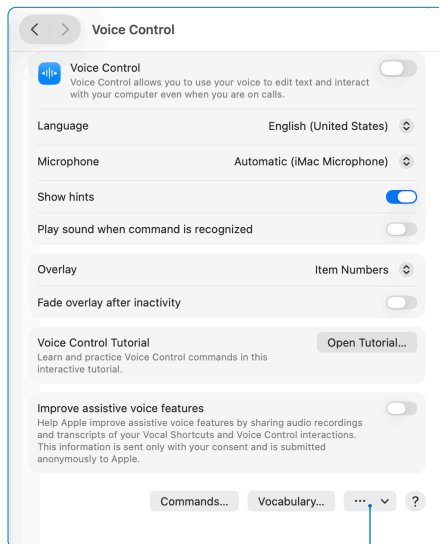 Voice Control
Voice Control
Voice Control allows you to use your voice to edit text and interact
with your computer even when you are on calls.
Language English (United States)
Microphone Automatic (iMac Microphone)
Show hints
Play sound when command is recognized
Overlay Item Numbers
Fade overlay after inactivity
Voice Control Tutorial Open Tutorial...
Learn and practice Voice Control commands in this
interactive tutorial.
Improve assistive voice features
Help Apple improve assistive voice features by sharing audio recordings
and transcripts of your Vocal Shortcuts and Voice Control interactions.
This information is sent only with your consent and is submitted
anonymously to Apple.
Commands... Vocabulary... ... ?